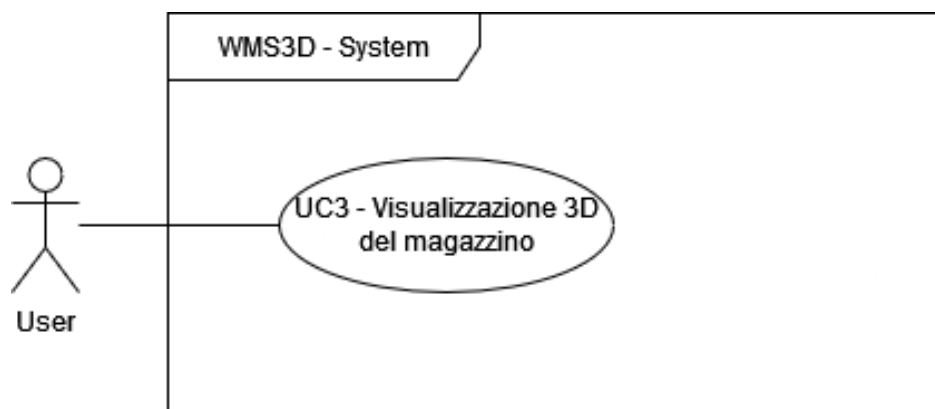 WMS3D - System
UC3 - Visualizzazione 3D
del magazzino
User